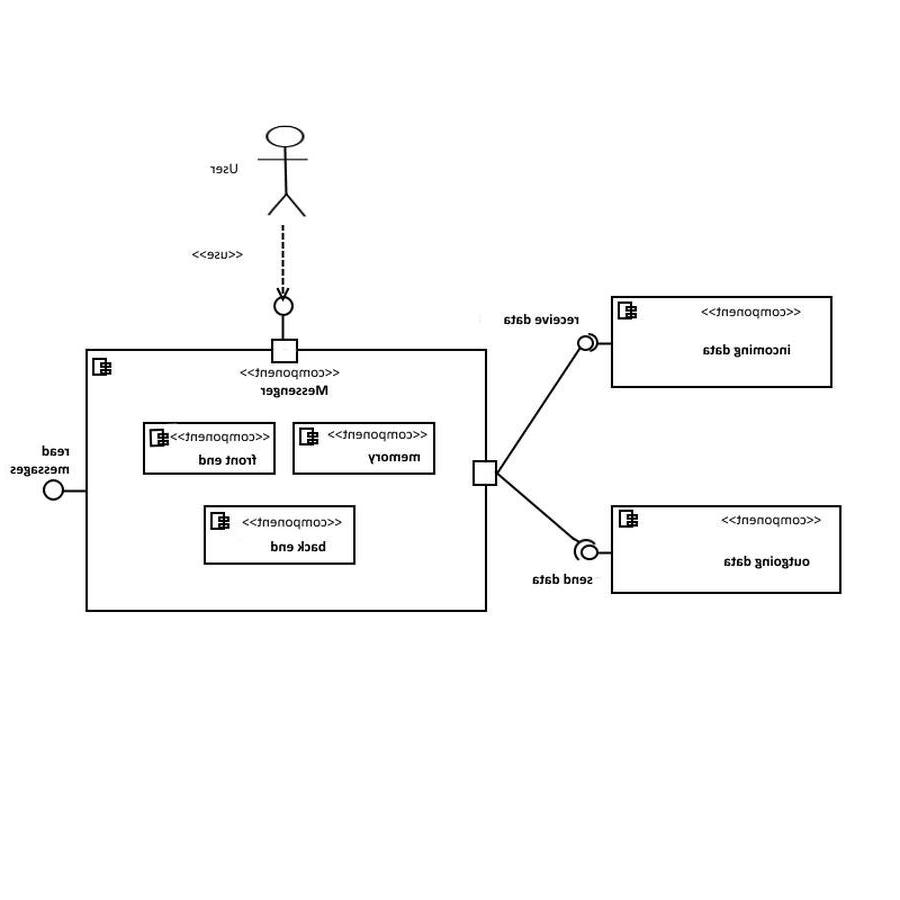 User
<<use>>
receive data
<<component>>
incoming data
<<component>>
Messenger
<<component>>
front end
<<component>>
memory
read
messages
<<component>>
back end
<<component>>
outgoing data
send data